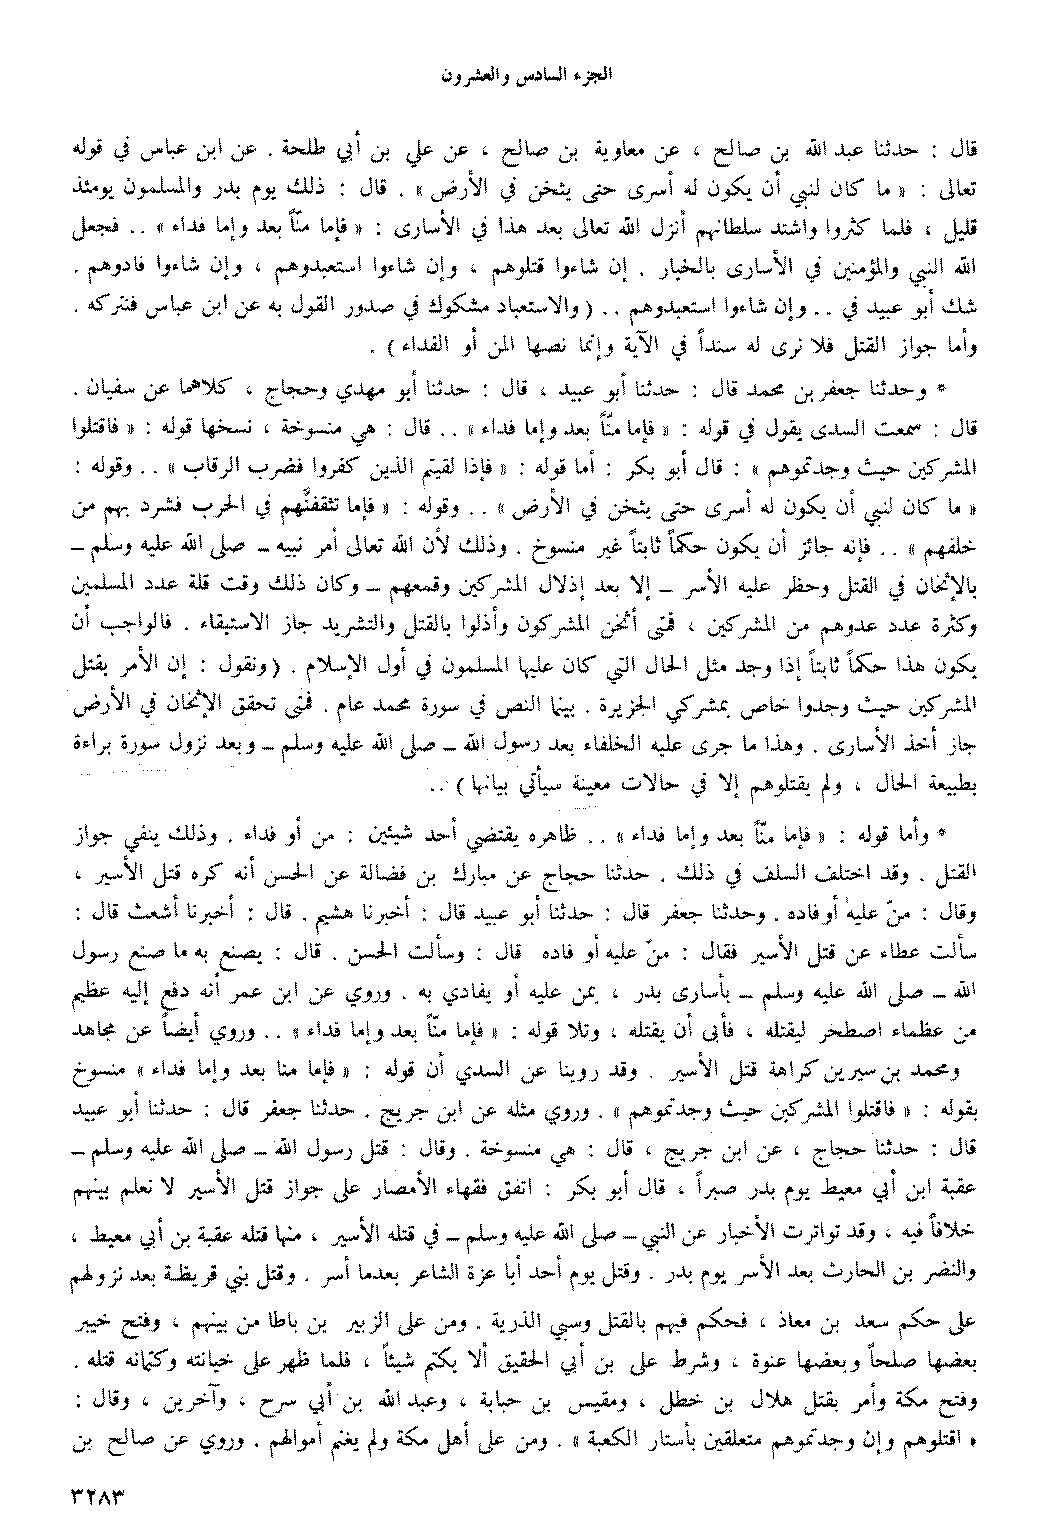 الجزء السادس والعشرون
قال : حدثنا عبد الله بن صالح ، عن معاوية بن صالح ، عن علي بن أبي طلحة . عن ابن عباس في قوله
تعالى : « ما كان لنبي أن يكون له أسرى حتى يثخن في الأرض » . قال : ذلك يوم بدر والمسلمون يومئذ
قليل ، فلما كثروا واشتد سلطانهم أنزل الله تعالى بعد هذا في الأسارى : « فإما منّاً بعد وإما فداء » .. فجعل
الله النبي والمؤمنين في الأسارى بالخيار . إن شاءوا قتلوهم ، وإن شاءوا استعبدوهم ، وإن شاءوا فادوهم .
شك أبو عبيد في .. وإن شاءوا استعبدوهم .. ( والاستعباد مشكوك في صدور القول به عن ابن عباس فنتركه .
وأما جواز القتل فلا نرى له سنداً في الآية وإنما نصها المن أو الفداء ) .
* وحدثنا جعفر بن محمد قال : حدثنا أبو عبيد ، قال : حدثنا أبو مهدي وحجاج ، كلاهما عن سفيان .
قال : سمعت السدى يقول في قوله : « فإما منّاً بعد وإما فداء » .. قال : هي منسوخة ، نسخها قوله : « فاقتلوا
المشركين حيث وجدتموهم » : قال أبو بكر : أما قوله : « فإذا لقيتم الذين كفروا فضرب الرقاب » .. وقوله :
« ما كان لنبي أن يكون له أسرى حتى يثخن في الأرض » .. وقوله : « فإما تثقفنَّهم في الحرب فشرد بهم من
خلفهم » .. فإنه جائز أن يكون حكماً ثابتاً غير منسوخ . وذلك لأن الله تعالى أمر نبيه – صلى الله عليه وسلم –
بالإثخان في القتل وحظر عليه الأسر – إلا بعد إذلال المشركين وقمعهم – وكان ذلك وقت قلة عدد المسلمين
وكثرة عدد عدوهم من المشركين ، فمتى أثخن المشركون وأذلوا بالقتل والتشريد جاز الاستبقاء . فالواجب أن
يكون هذا حكماً ثابتاً إذا وجد مثل الحال التي كان عليها المسلمون في أول الإسلام . ( ونقول : إن الأمر بقتل
المشركين حيث وجدوا خاص بمشركي الجزيرة . بينما النص في سورة محمد عام . فمتى تحقق الإثخان في الأرض
جاز أخذ الأسارى . وهذا ما جرى عليه الخلفاء بعد رسول الله – صلى الله عليه وسلم – وبعد نزول سورة براءة
بطبيعة الحال ، ولم يقتلوهم إلا في حالات معينة سيأتي بيانها ) ..
* وأما قوله : « فإما منّاً بعد وإما فداء » .. ظاهره يقتضي أحد شيئين : من أو فداء . وذلك ينفي جواز
القتل . وقد اختلف السلف في ذلك . حدثنا حجاج عن مبارك بن فضالة عن الحسن أنه كره قتل الأسير ،
وقال : منّ عليه أو فاده . وحدثنا جعفر قال : حدثنا أبو عبيد قال : أخبرنا هشيم . قال : أخبرنا أشعث قال :
سألت عطاء عن قتل الأسير فقال : منّ عليه أو فاده قال : وسألت الحسن . قال : يصنع به ما صنع رسول
الله – صلى الله عليه وسلم – بأسارى بدر ، يمن عليه أو يفادي به . وروي عن ابن عمر أنه دفع إليه عظيم
من عظماء اصطخر ليقتله ، فأبى أن يقتله ، وتلا قوله : « فإما منّاً بعد وإما فداء » .. وروي أيضاً عن مجاهد
ومحمد بن سيرين كراهة قتل الأسير . وقد روينا عن السدي أن قوله : « فإما منا بعد وإما فداء » منسوخ
بقوله : « فاقتلوا المشركين حيث وجدتموهم » . وروي مثله عن ابن جريج . حدثنا جعفر قال : حدثنا أبو عبيد
قال : حدثنا حجاج ، عن ابن جريج ، قال : هي منسوخة . وقال : قتل رسول الله – صلى الله عليه وسلم –
عقبة ابن أبي معيط يوم بدر صبراً ، قال أبو بكر : اتفق فقهاء الأمصار على جواز قتل الأسير لا نعلم بينهم
خلافاً فيه ، وقد تواترت الأخبار عن النبي – صلى الله عليه وسلم – في قتله الأسير ، منها قتله عقبة بن أبي معيط ،
والنضر بن الحارث بعد الأسر يوم بدر . وقتل يوم أحد أبا عزة الشاعر بعدما أسر . وقتل بني قريظة بعد نزولهم
على حكم سعد بن معاذ ، فحكم فيهم بالقتل وسبي الذرية . ومن على الزبير بن باطا من بينهم ، وفتح خيبر
بعضها صلحاً وبعضها عنوة ، وشرط على بن أبي الحقيق ألا يكتم شيئاً ، فلما ظهر على خيانته وكتمانه قتله .
وفتح مكة وأمر بقتل هلال بن خطل ، ومقيس بن حبابة ، وعبد الله بن أبي سرح ، وآخرين ، وقال :
« اقتلوهم وإن وجدتموهم متعلقين بأستار الكعبة » . ومن على أهل مكة ولم يغنم أموالهم . وروي عن صالح بن
٣٢٨٣